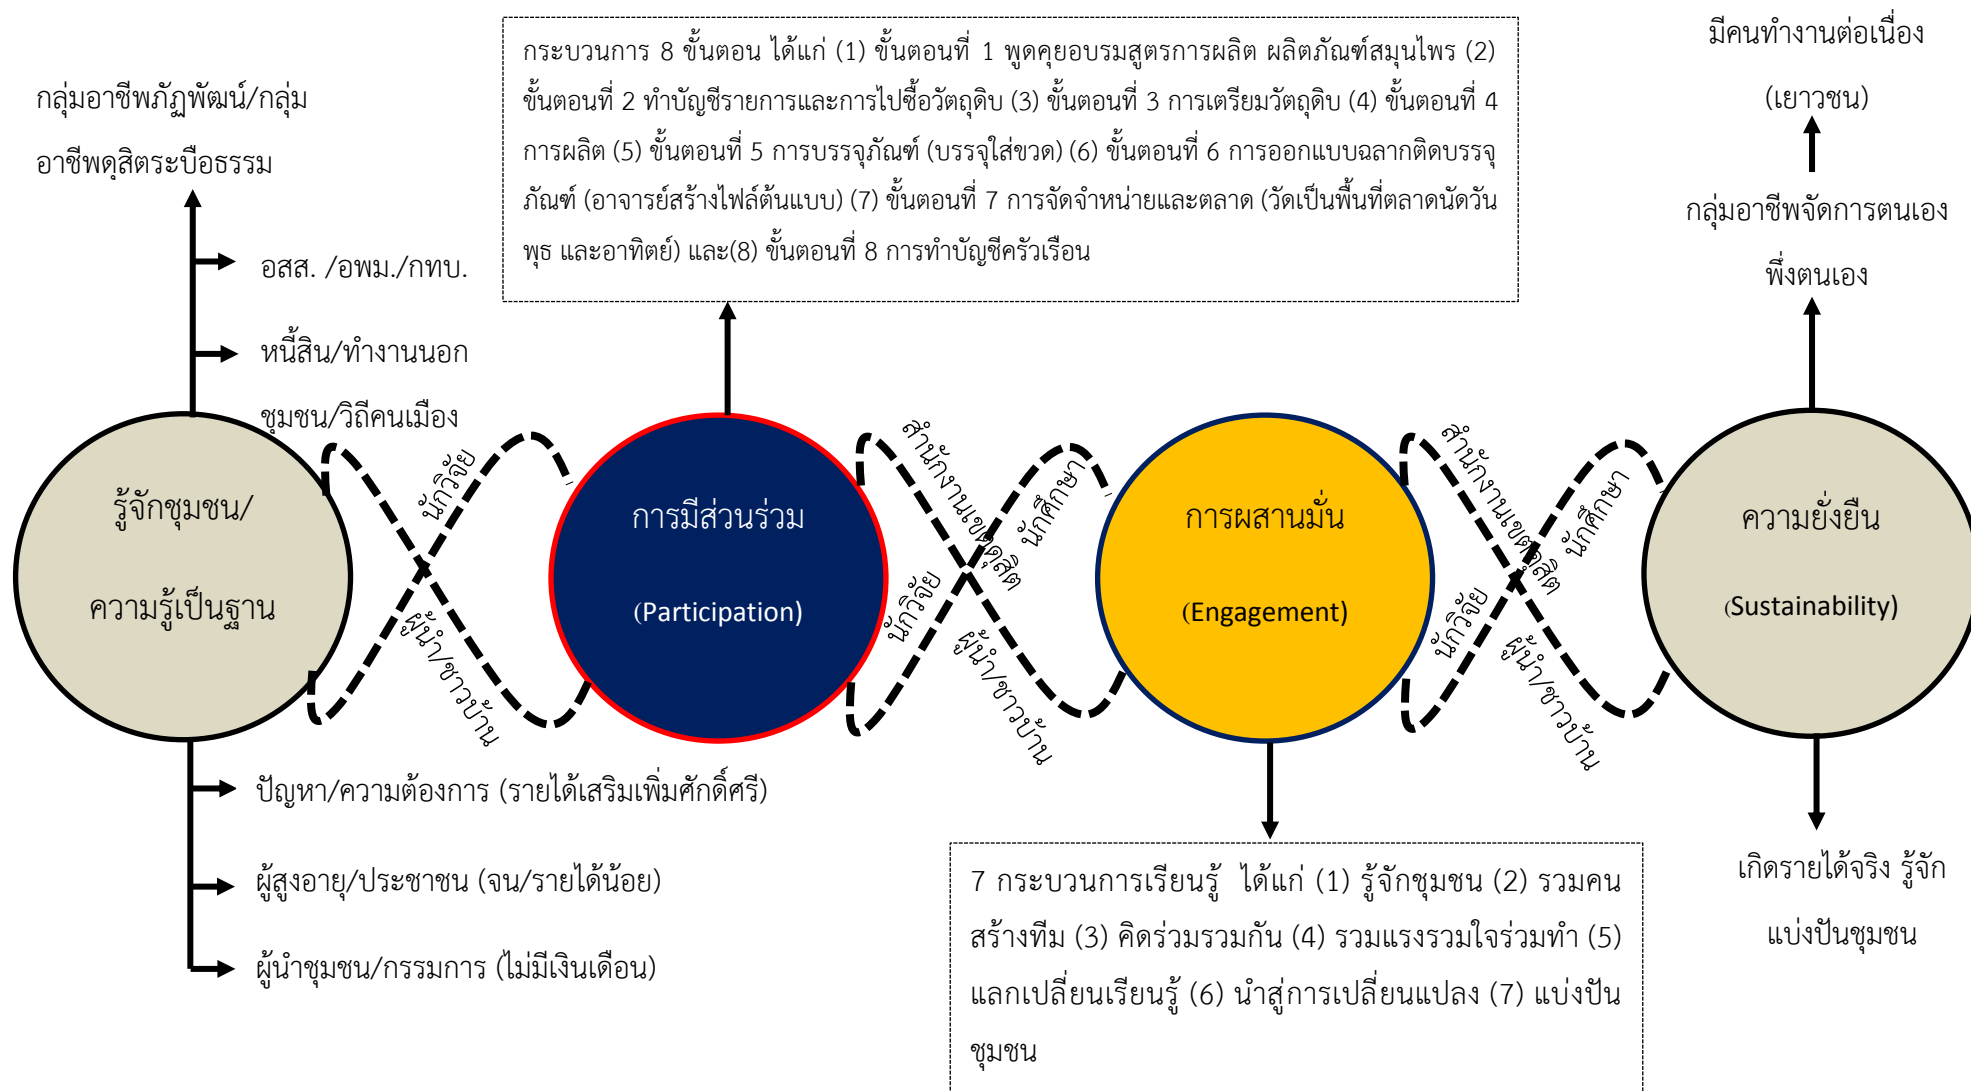 กลุ่มอาชีพภัฏพัฒน์/กลุ่ม
อาชีพดุสิตระบือธรรม
อสส. /อพม./กทบ.
หนี้สิน/ทำงานนอก
ชุมชน/วิถีคนเมือง
รู้จักชุมชน/
ความรู้เป็นฐาน
ปัญหา/ความต้องการ (รายได้เสริมเพิ่มศักดิ์ศรี)
ผู้สูงอายุ/ประชาชน (จน/รายได้น้อย)
ผู้นำชุมชน/กรรมการ (ไม่มีเงินเดือน)
นักวิจัย
ผู้นำ/ชาวบ้าน
กระบวนการ 8 ขั้นตอน ได้แก่ (1) ขั้นตอนที่ 1 พูดคุยอบรมสูตรการผลิต ผลิตภัณฑ์สมุนไพร (2)
ขั้นตอนที่ 2 ทำบัญชีรายการและการไปซื้อวัตถุดิบ (3) ขั้นตอนที่ 3 การเตรียมวัตถุดิบ (4) ขั้นตอนที่ 4
การผลิต (5) ขั้นตอนที่ 5 การบรรจุภัณฑ์ (บรรจุใส่ขวด) (6) ขั้นตอนที่ 6 การออกแบบฉลากติดบรรจุ
ภัณฑ์ (อาจารย์สร้างไฟล์ต้นแบบ) (7) ขั้นตอนที่ 7 การจัดจำหน่ายและตลาด (วัดเป็นพื้นที่ตลาดนัดวัน
พุธ และอาทิตย์) และ(8) ขั้นตอนที่ 8 การทำบัญชีครัวเรือน
การมีส่วนร่วม
(Participation)
สำนักงานเขตดุสิต
นักศึกษา
นักวิจัย
ผู้นำ/ชาวบ้าน
การผสานมั่น
(Engagement)
7 กระบวนการเรียนรู้  ได้แก่ (1) รู้จักชุมชน (2) รวมคน
สร้างทีม (3) คิดร่วมรวมกัน (4) รวมแรงรวมใจร่วมทำ (5)
แลกเปลี่ยนเรียนรู้ (6) นำสู่การเปลี่ยนแปลง (7) แบ่งปัน
ชุมชน
สำนักงานเขตดุสิต
นักศึกษา
นักวิจัย
ผู้นำ/ชาวบ้าน
มีคนทำงานต่อเนื่อง
(เยาวชน)
กลุ่มอาชีพจัดการตนเอง
พึ่งตนเอง
ความยั่งยืน
(Sustainability)
เกิดรายได้จริง รู้จัก
แบ่งปันชุมชน